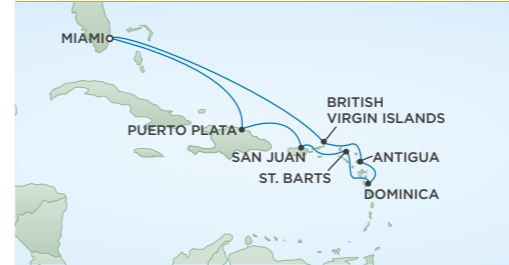 MIAMI
BRITISH
VIRGIN ISLANDS
PUERTO PLATA
SAN JUAN
ANTIGUA
ST. BARTS
DOMINICA